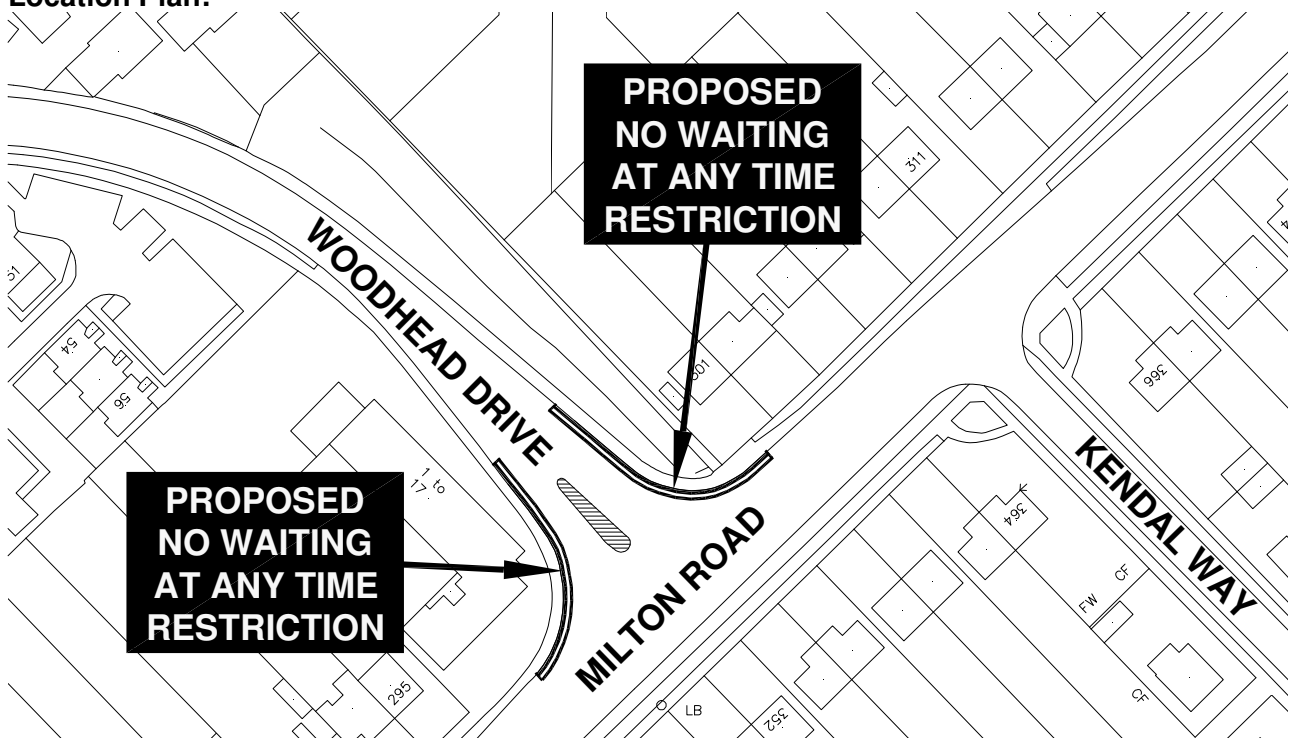 Location Plan:
PROPOSED
NO WAITING
AT ANY TIME
RESTRICTION
311
WOODHEAD DRIVE
301
54
56
1 to
17
366
KENDAL WAY
364
CF
FW
CF
PROPOSED
NO WAITING
AT ANY TIME
RESTRICTION
MILTON ROAD
295
LB
352